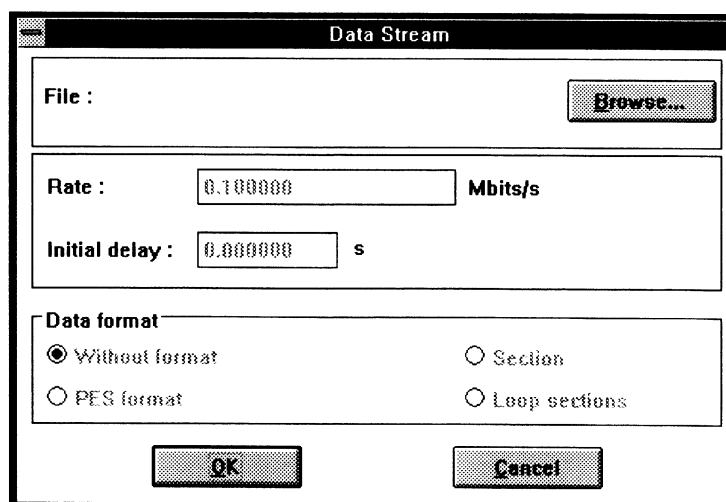 Data Stream
File :
Browse...
Rate : 0.100000 Mbits/s
Initial delay : 0.000000 s
Data format
Without format
Section
PES format
Loop sections
OK
Cancel